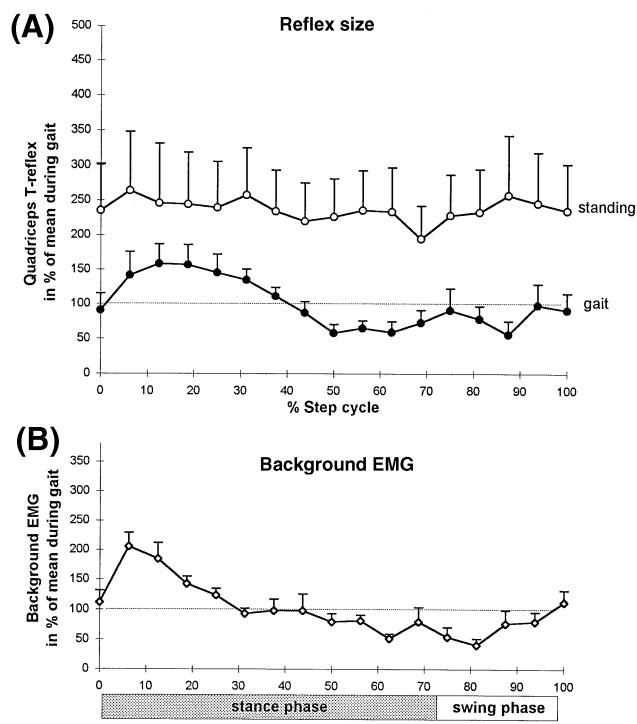 (A)
Reflex size
Quadriceps T-reflex
in % of mean during gait
500
450
400
350
300
250
200
150
100
50
0
standing
gait
0 10 20 30 40 50 60 70 80 90 100
% Step cycle
(B)
Background EMG
Background EMG
in % of mean during gait
350
300
250
200
150
100
50
0
0 10 20 30 40 50 60 70 80 90 100
stance phase swing phase